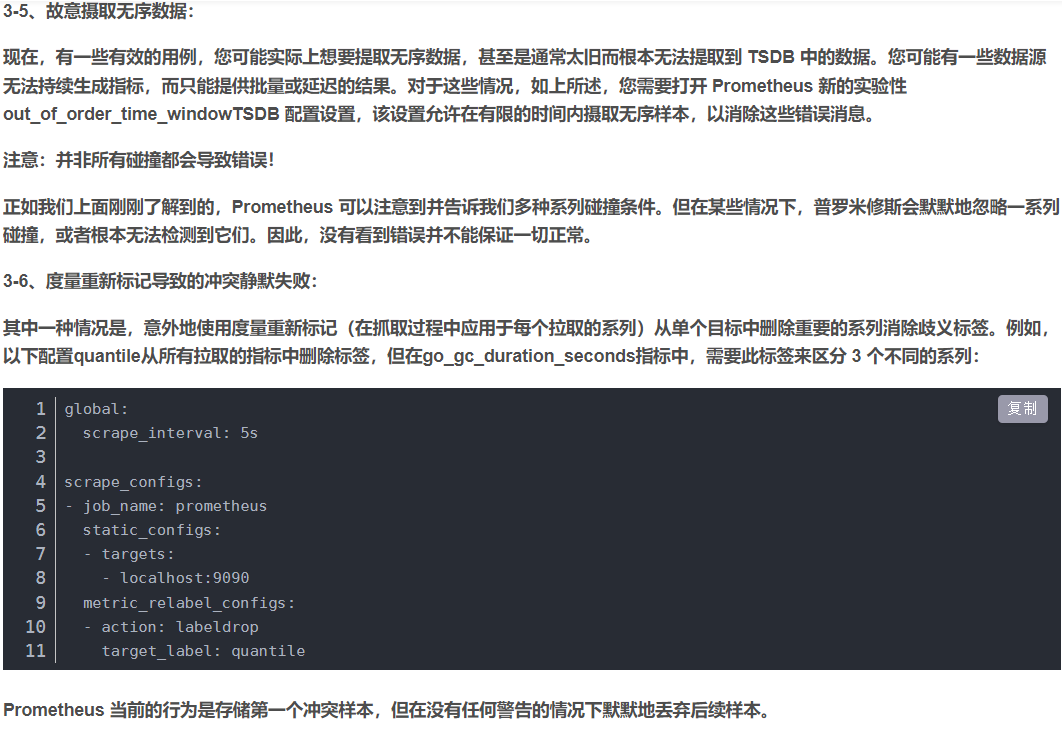 3-5、故意摄取无序数据：
现在，有一些有效的用例，您可能实际上想要提取无序数据，甚至是通常太旧而根本无法提取到 TSDB 中的数据。您可能有一些数据源
无法持续生成指标，而只能提供批量或延迟的结果。对于这些情况，如上所述，您需要打开 Prometheus 新的实验性
out_of_order_time_windowTSDB 配置设置，该设置允许在有限的时间内摄取无序样本，以消除这些错误消息。
注意：并非所有碰撞都会导致错误！
正如我们上面刚刚了解到的，Prometheus 可以注意到并告诉我们多种系列碰撞条件。但在某些情况下，普罗米修斯会默默地忽略一系列
碰撞，或者根本无法检测到它们。因此，没有看到错误并不能保证一切正常。
3-6、度量重新标记导致的冲突静默失败：
其中一种情况是，意外地使用度量重新标记（在抓取过程中应用于每个拉取的系列）从单个目标中删除重要的系列消除歧义标签。例如，
以下配置quantile从所有拉取的指标中删除标签，但在go_gc_duration_seconds指标中，需要此标签来区分 3 个不同的系列：
复制
1 global:
2   scrape_interval: 5s
3
4 scrape_configs:
5 - job_name: prometheus
6   static_configs:
7   - targets:
8     - localhost:9090
9   metric_relabel_configs:
10   - action: labeldrop
11     target_label: quantile
Prometheus 当前的行为是存储第一个冲突样本，但在没有任何警告的情况下默默地丢弃后续样本。